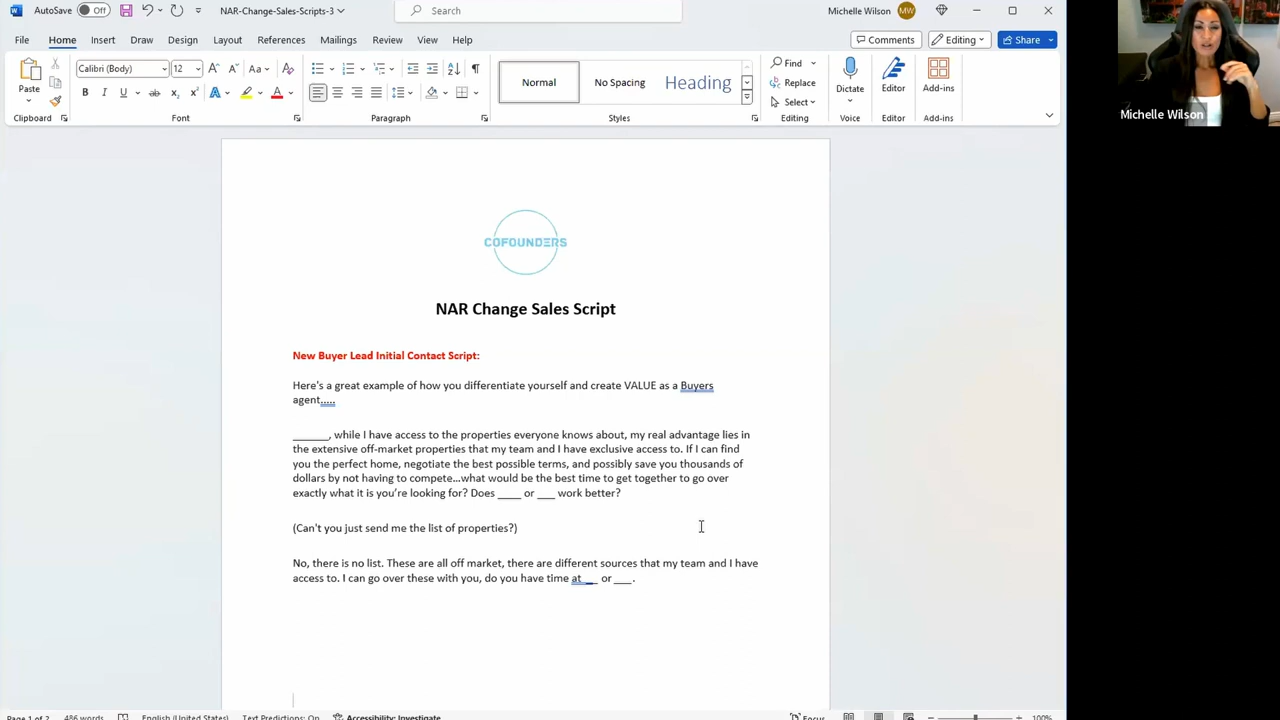 AutoSave Off NAR-Change-Sales-Scripts-3 Search Michelle Wilson MW
File Home Insert Draw Design Layout References Mailings Review View Help Comments Editing Share
Paste Calibri (Body) 12 Normal No Spacing Heading Find Replace Select Dictate Editor Add-ins
Clipboard Font Paragraph Styles Editing Voice Editor Add-ins
Michelle Wilson
COFOUNDERS
NAR Change Sales Script
New Buyer Lead Initial Contact Script:
Here's a great example of how you differentiate yourself and create VALUE as a Buyers
agent.....
______, while I have access to the properties everyone knows about, my real advantage lies in
the extensive off-market properties that my team and I have exclusive access to. If I can find
you the perfect home, negotiate the best possible terms, and possibly save you thousands of
dollars by not having to compete…what would be the best time to get together to go over
exactly what it is you're looking for? Does ____ or ___ work better?
(Can't you just send me the list of properties?)
No, there is no list. These are all off market, there are different sources that my team and I have
access to. I can go over these with you, do you have time at __ or ___.
Page 1 of 2 486 words English (United States) Text Predictions: On Accessibility: Investigate Focus 100%